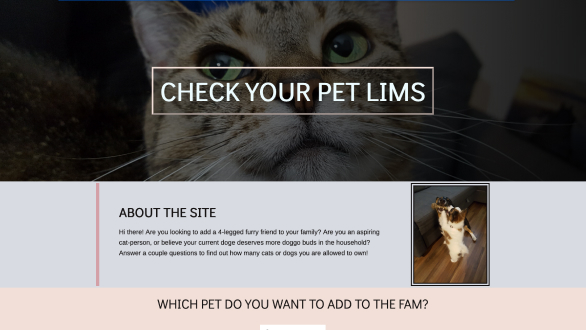 CHECK YOUR PET LIMS
ABOUT THE SITE
Hi there! Are you looking to add a 4-legged furry friend to your family? Are you an aspiring
cat-person, or believe your current doge deserves more doggo buds in the household?
Answer a couple questions to find out how many cats or dogs you are allowed to own!
WHICH PET DO YOU WANT TO ADD TO THE FAM?